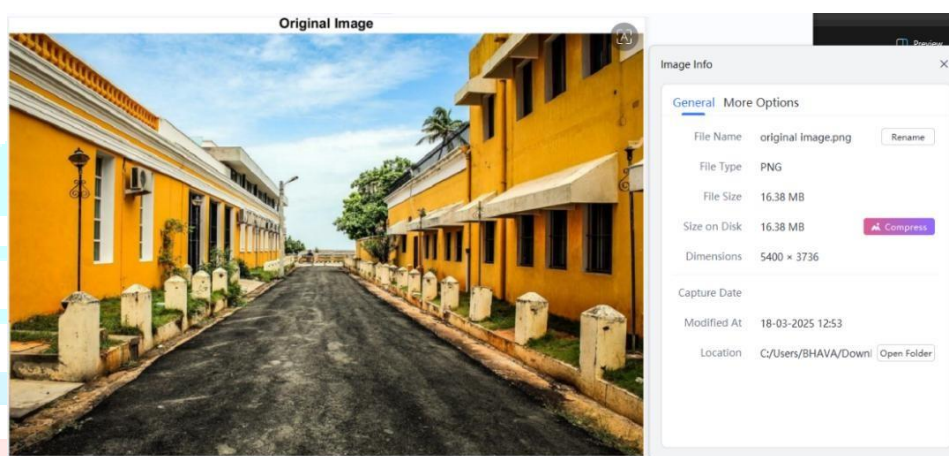 Original Image
Preview
Image Info
General More Options
File Name original image.png Rename
File Type PNG
File Size 16.38 MB
Size on Disk 16.38 MB Compress
Dimensions 5400 × 3736
Capture Date
Modified At 18-03-2025 12:53
Location C:/Users/BHAVA/Downl Open Folder